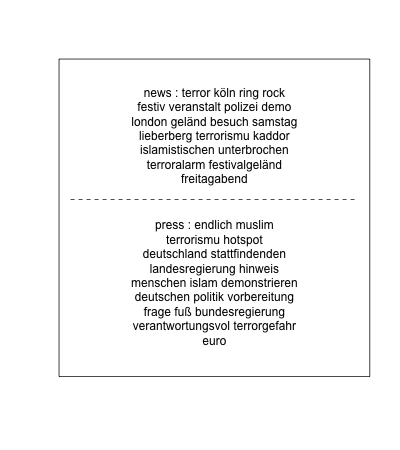 news : terror köln ring rock
festiv veranstalt polizei demo
london geländ besuch samstag
lieberberg terrorismu kaddor
islamistischen unterbrochen
terroralarm festivalgeländ
freitagabend
press : endlich muslim
terrorismu hotspot
deutschland stattfindenden
landesregierung hinweis
menschen islam demonstrieren
deutschen politik vorbereitung
frage fuß bundesregierung
verantwortungsvol terrorgefahr
euro